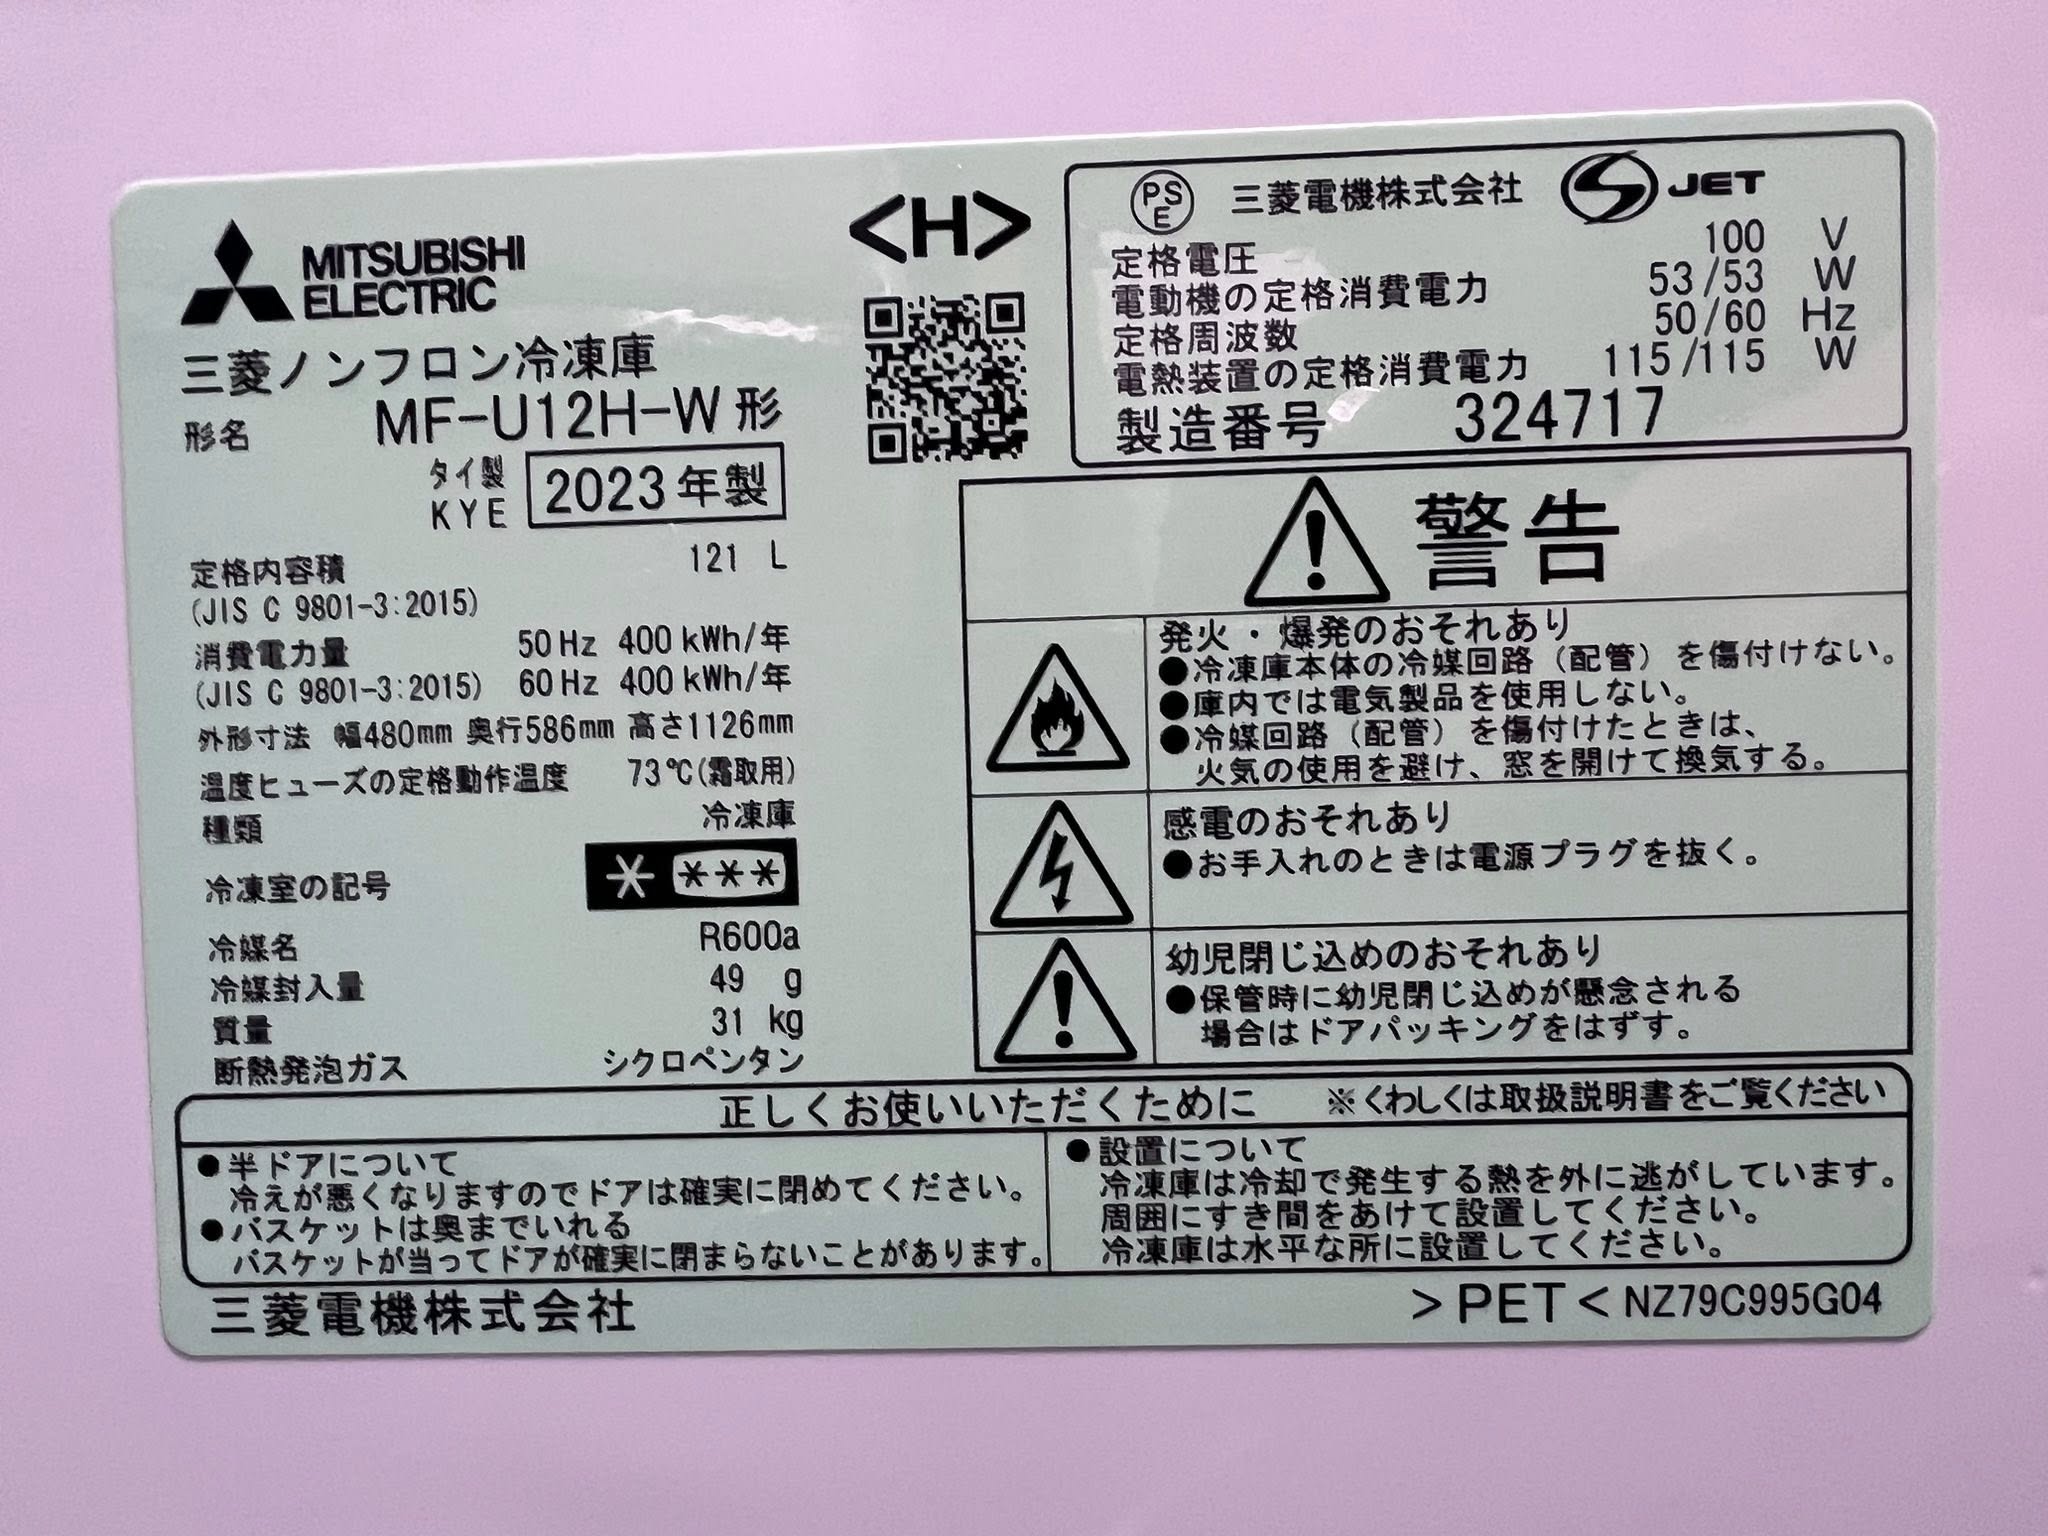 MITSUBISHI
ELECTRIC
三菱ノンフロン冷凍庫
形名 MF-U12H-W形
タイ製
KYE 2023年製
定格内容積 121 L
(JIS C 9801-3:2015)
消費電力量 50Hz 400kWh/年
(JIS C 9801-3:2015) 60Hz 400kWh/年
外形寸法 幅480mm 奥行586mm 高さ1126mm
温度ヒューズの定格動作温度 73℃(霜取用)
種類 冷凍庫
冷凍室の記号 * ***
冷媒名 R600a
冷媒封入量 49 g
質量 31 kg
断熱発泡ガス シクロペンタン
<H>
PSE 三菱電機株式会社 S JET
定格電圧 100 V
電動機の定格消費電力 53/53 W
定格周波数 50/60 Hz
電熱装置の定格消費電力 115/115 W
製造番号 324717
警告
発火・爆発のおそれあり
●冷凍庫本体の冷媒回路(配管)を傷付けない。
●庫内では電気製品を使用しない。
●冷媒回路(配管)を傷付けたときは、
火気の使用を避け、窓を開けて換気する。
感電のおそれあり
●お手入れのときは電源プラグを抜く。
幼児閉じ込めのおそれあり
●保管時に幼児閉じ込めが懸念される
場合はドアパッキングをはずす。
正しくお使いいただくために ※くわしくは取扱説明書をご覧ください
●半ドアについて
冷えが悪くなりますのでドアは確実に閉めてください。
●バスケットは奥までいれる
バスケットが当ってドアが確実に閉まらないことがあります。
●設置について
冷凍庫は冷却で発生する熱を外に逃がしています。
周囲にすき間をあけて設置してください。
冷凍庫は水平な所に設置してください。
三菱電機株式会社
>PET< NZ79C995G04